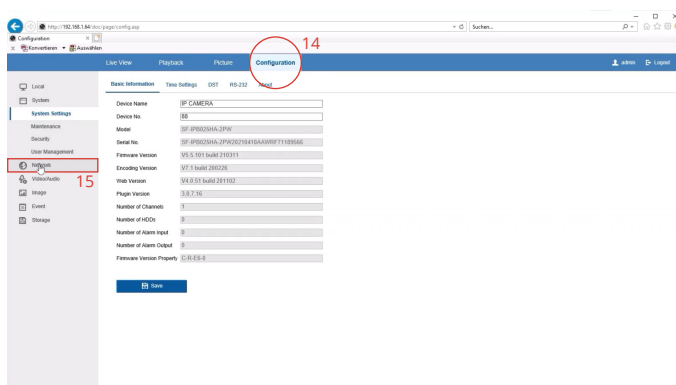 http://192.168.1.64/doc/page/config.asp
Suchen...
Configuration
Konvertieren
Auswählen
14
Live View
Playback
Picture
Configuration
admin
Logout
Local
System
System Settings
Maintenance
Security
User Management
Network
15
Video/Audio
Image
Event
Storage
Basic Information
Time Settings
DST
RS-232
About
Device Name IP CAMERA
Device No. 88
Model SF-IPB025HA-2PW
Serial No.
Firmware Version V5.5.101 build 210311
Encoding Version V7.1 build 200226
Web Version V4.0.51 build 201102
Plugin Version 3.0.7.16
Number of Channels 1
Number of HDDs 0
Number of Alarm Input 0
Number of Alarm Output 0
Firmware Version Property C-R-E6-0
Save